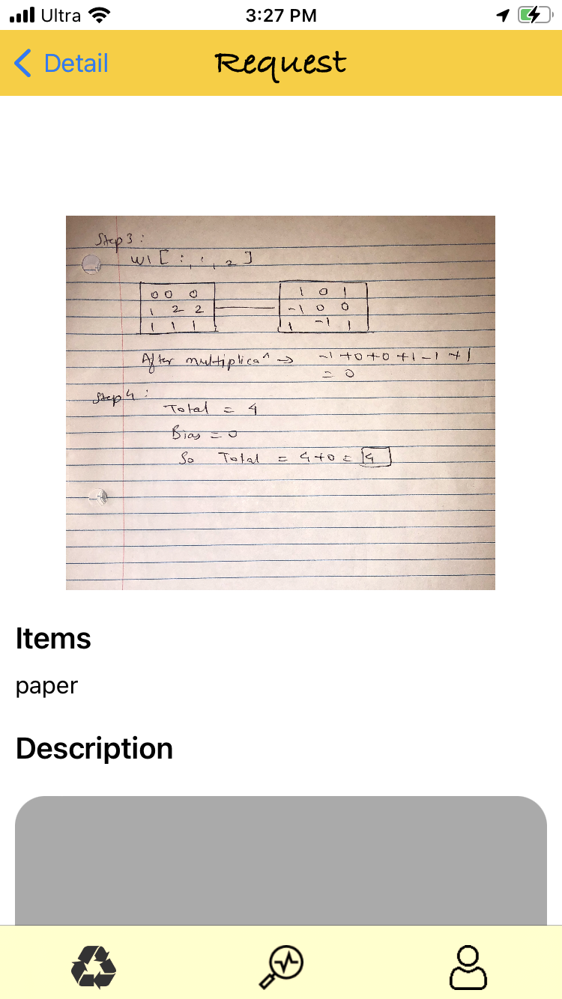 Ultra 3:27 PM
Detail Request
Step 3 :
W1 [ : , : , 2 ]
0 0 0 1 0 1
1 2 2 -1 0 0
1 1 1 1 -1 1
After multiplica^ → -1 +0 +0 +1 -1 +1
= 0
Step 4 :
Total = 4
Bias = 0
So Total = 4+0 = 4
Items
paper
Description